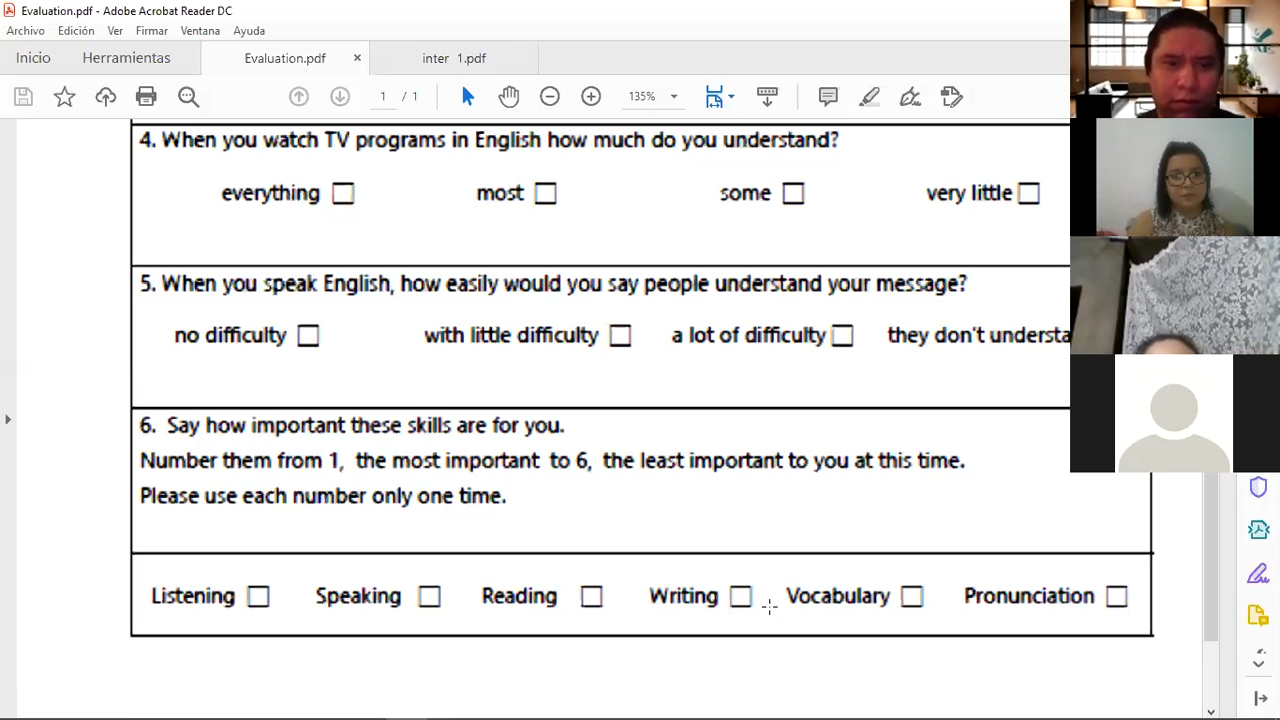 Evaluation.pdf - Adobe Acrobat Reader DC
Archivo Edición Ver Firmar Ventana Ayuda
Inicio Herramientas Evaluation.pdf × inter 1.pdf
1 / 1 135%
4. When you watch TV programs in English how much do you understand?
everything most some very little
5. When you speak English, how easily would you say people understand your message?
no difficulty with little difficulty a lot of difficulty they don't understa
6. Say how important these skills are for you.
Number them from 1, the most important to 6, the least important to you at this time.
Please use each number only one time.
Listening Speaking Reading Writing Vocabulary Pronunciation